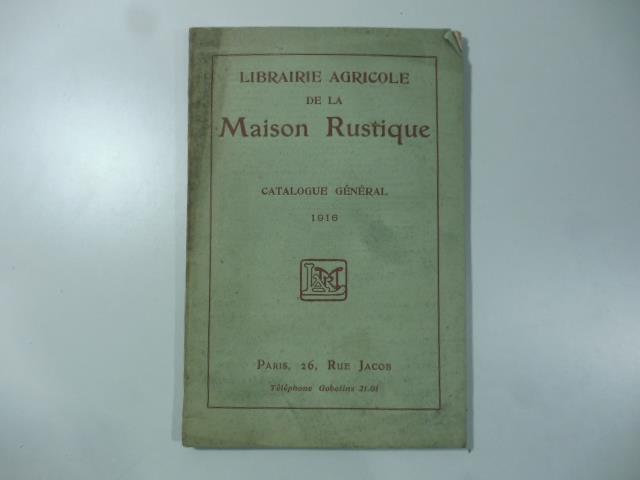 LIBRAIRIE AGRICOLE
DE LA
Maison Rustique
CATALOGUE GÉNÉRAL
1916
PARIS, 26, RUE JACOB
Téléphone Gobelins 21-01